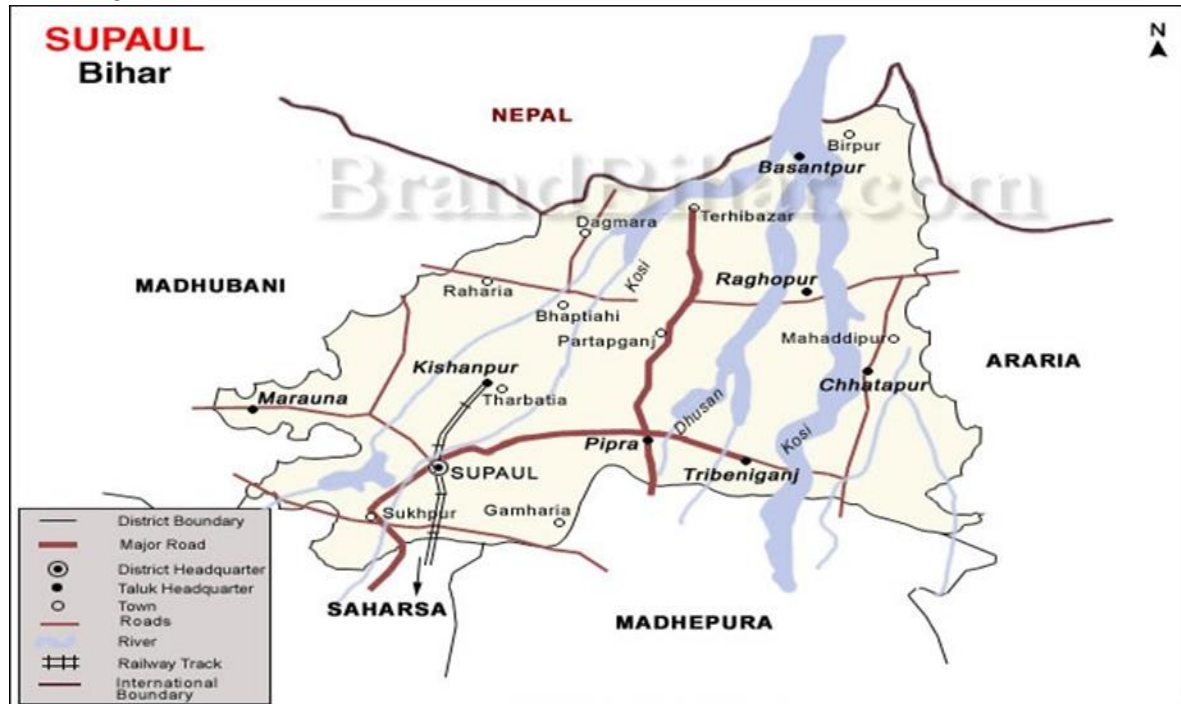 SUPAUL
Bihar
N
NEPAL
BrandBihar.com
Birpur
Basantpur
Terhibazar
Dagmara
Kosi
MADHUBANI
Raharia
Raghopur
Bhaptiahi
Partapganj
Mahaddipur
ARARIA
Kishanpur
Tharbatia
Chhatapur
Marauna
Dhusan
Kosi
Pipra
Tribeniganj
SUPAUL
Sukhpur
Gamharia
SAHARSA
MADHEPURA
District Boundary
Major Road
District Headquarter
Taluk Headquarter
Town
Roads
River
Railway Track
International
Boundary